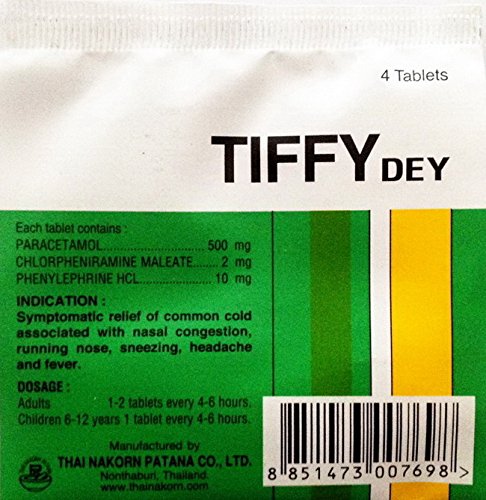 4 Tablets
TIFFY DEY
Each tablet contains :
PARACETAMOL................500 mg
CHLORPHENIRAMINE MALEATE.....2 mg
PHENYLEPHRINE HCL............10 mg
INDICATION :
Symptomatic relief of common cold
associated with nasal congestion,
running nose, sneezing, headache
and fever.
DOSAGE :
Adults 1-2 tablets every 4-6 hours.
Children 6-12 years 1 tablet every 4-6 hours.
Manufactured by
THAI NAKORN PATANA CO., LTD.
Nonthaburi, Thailand.
www.thainakorn.com
8 851473 007698 >